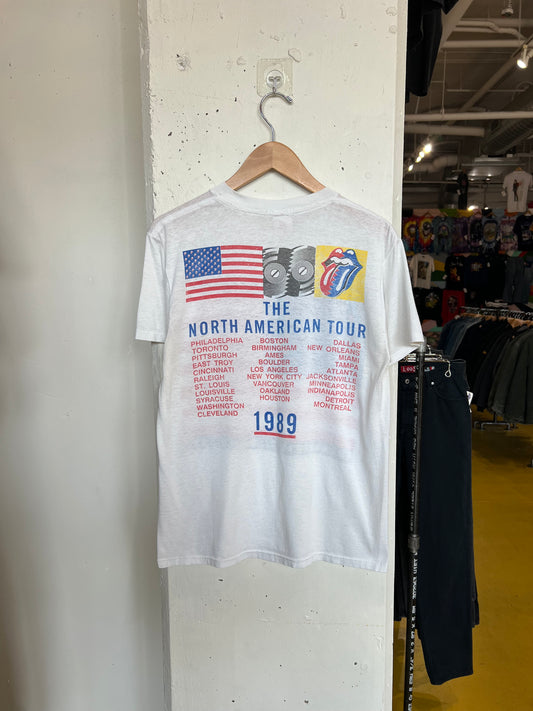 THE
NORTH AMERICAN TOUR
PHILADELPHIA BOSTON DALLAS
TORONTO BIRMINGHAM NEW ORLEANS
PITTSBURGH AMES MIAMI
EAST TROY BOULDER TAMPA
CINCINNATI LOS ANGELES ATLANTA
RALEIGH NEW YORK CITY JACKSONVILLE
ST. LOUIS VANCOUVER MINNEAPOLIS
LOUISVILLE OAKLAND INDIANAPOLIS
SYRACUSE HOUSTON DETROIT
WASHINGTON MONTREAL
CLEVELAND
1989